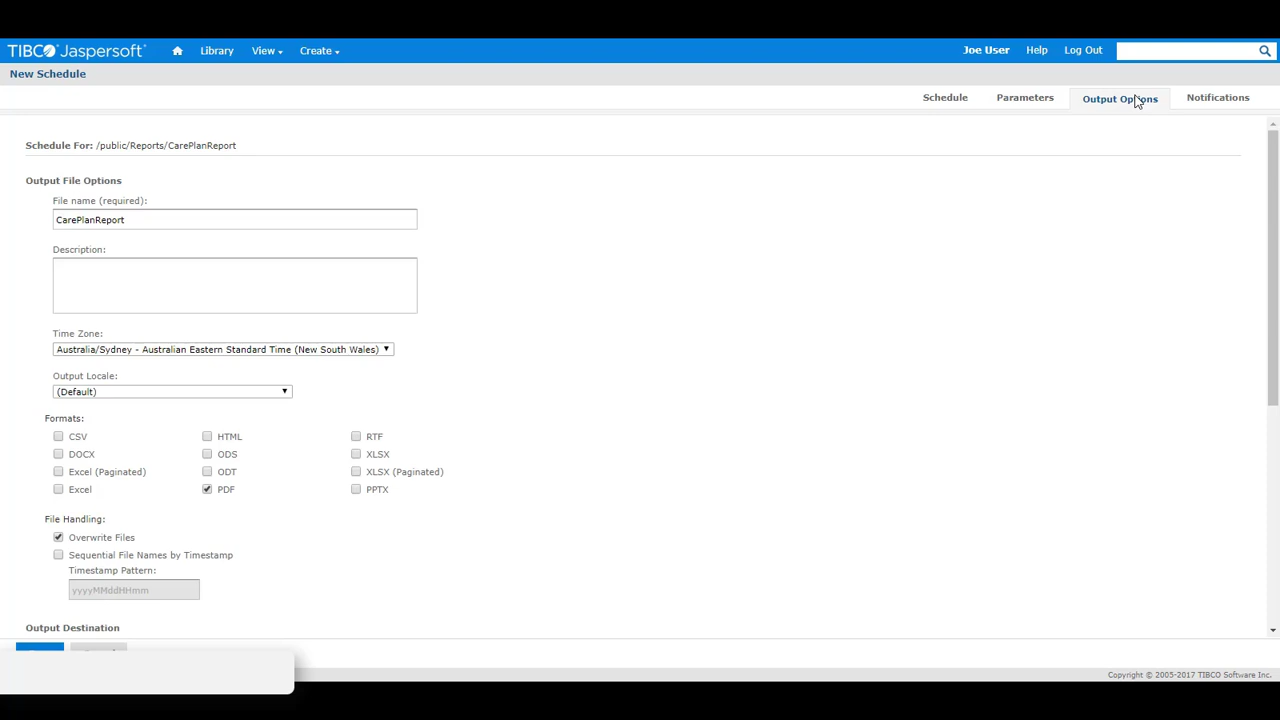 TIBCO Jaspersoft Library View Create Joe User Help Log Out
New Schedule
Schedule Parameters Output Options Notifications
Schedule For: /public/Reports/CarePlanReport
Output File Options
File name (required):
CarePlanReport
Description:
Time Zone:
Australia/Sydney - Australian Eastern Standard Time (New South Wales)
Output Locale:
(Default)
Formats:
CSV HTML RTF
DOCX ODS XLSX
Excel (Paginated) ODT XLSX (Paginated)
Excel PDF PPTX
File Handling:
Overwrite Files
Sequential File Names by Timestamp
Timestamp Pattern:
yyyyMMddHHmm
Output Destination
Copyright © 2005-2017 TIBCO Software Inc.